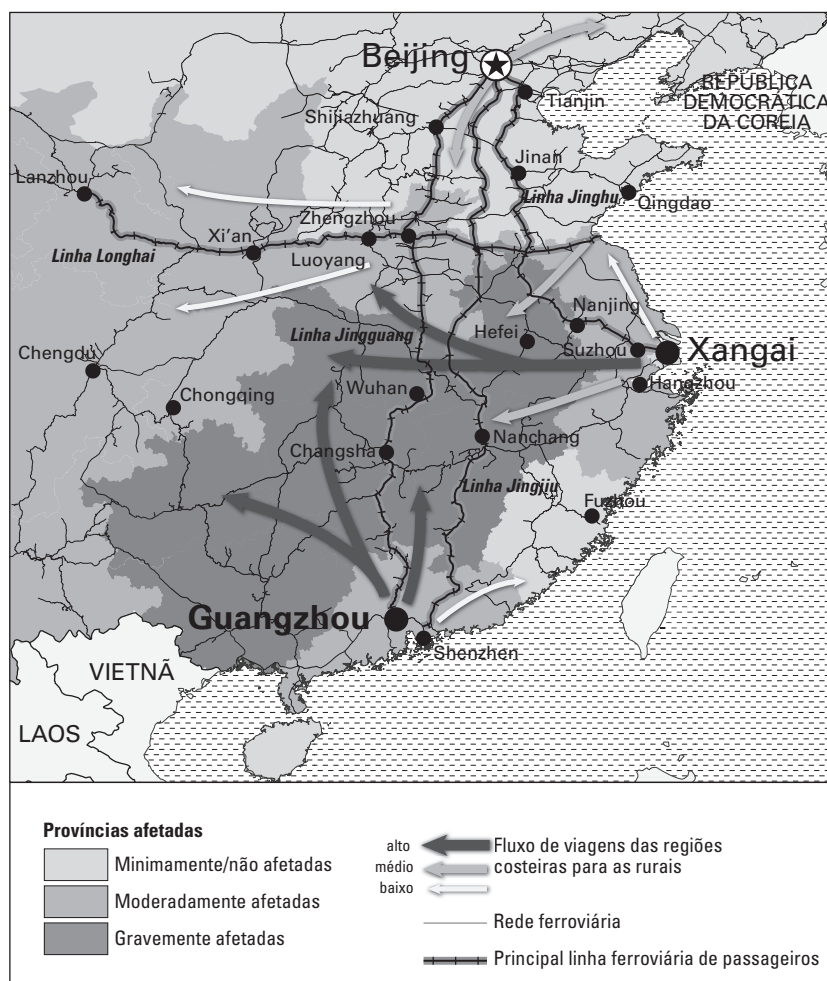 Beijing
Tianjin
REPÚBLICA
DEMOCRÁTICA
DA COREIA
Shijiazhuang
Jinan
Linha Jinghu
Qingdao
Lanzhou
Zhengzhou
Xi'an
Linha Longhai
Luoyang
Nanjing
Linha Jingguang
Hefei
Suzhou
Xangai
Chengdu
Hangzhou
Wuhan
Chongqing
Nanchang
Changsha
Linha Jingjiu
Fuzhou
Guangzhou
Shenzhen
VIETNÃ
LAOS
Províncias afetadas
Minimamente/não afetadas
Moderadamente afetadas
Gravemente afetadas
alto
médio
baixo
Fluxo de viagens das regiões
costeiras para as rurais
Rede ferroviária
Principal linha ferroviária de passageiros